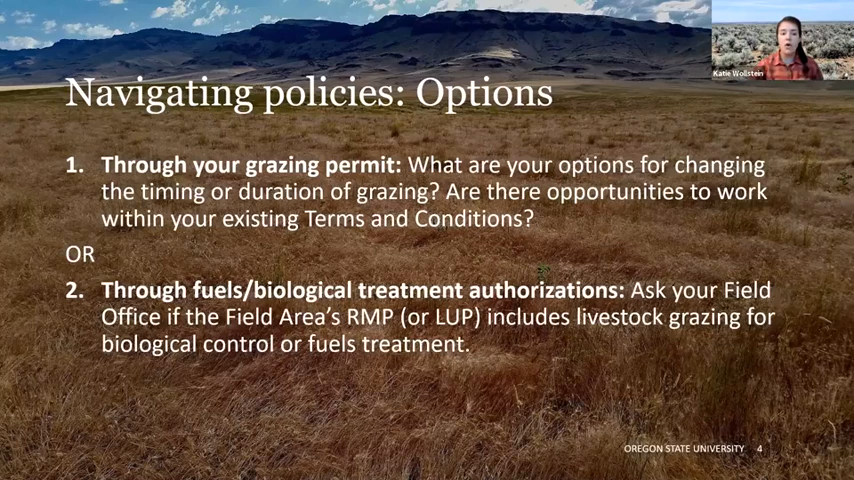 Katie Wollstein
Navigating policies: Options
1. Through your grazing permit: What are your options for changing
the timing or duration of grazing? Are there opportunities to work
within your existing Terms and Conditions?
OR
2. Through fuels/biological treatment authorizations: Ask your Field
Office if the Field Area's RMP (or LUP) includes livestock grazing for
biological control or fuels treatment.
OREGON STATE UNIVERSITY 4